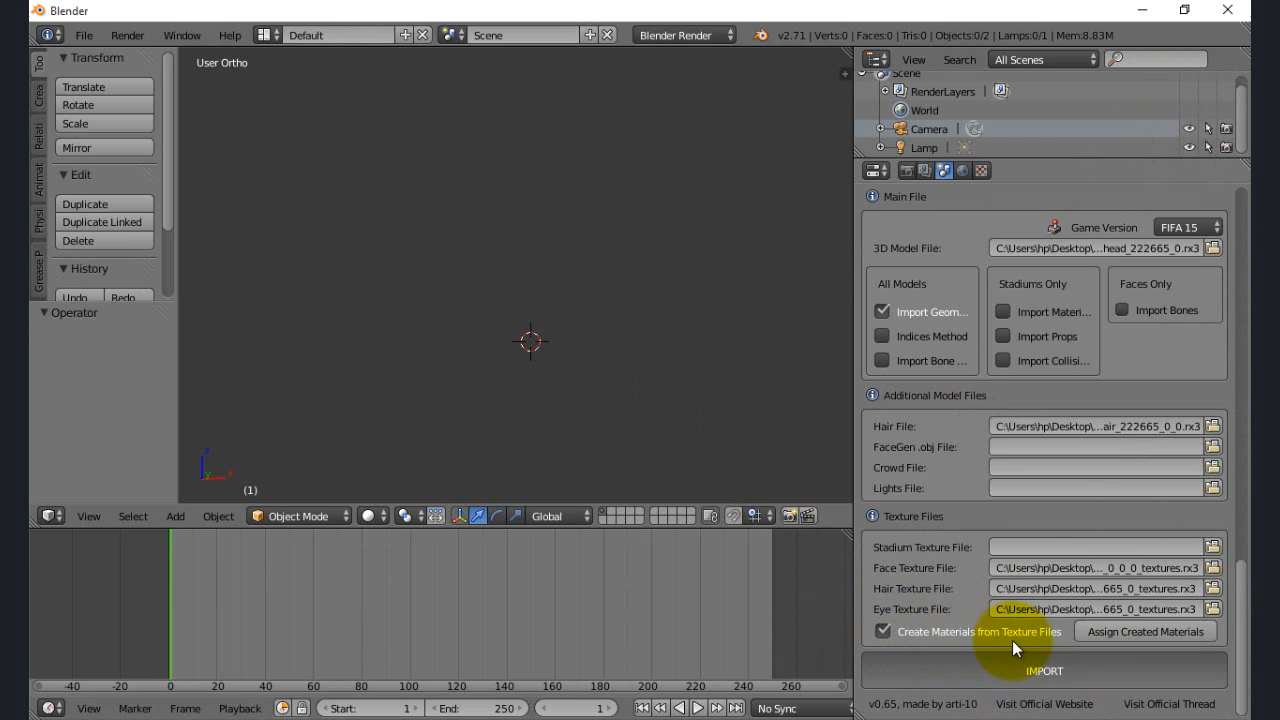 Blender
File Render Window Help Default Scene Blender Render v2.71 | Verts:0 | Faces:0 | Tris:0 | Objects:0/2 | Lamps:0/1 | Mem:8.83M
Too
Crea
Relati
Animat
Physi
Grease P
Transform
Translate
Rotate
Scale
Mirror
Edit
Duplicate
Duplicate Linked
Delete
History
Undo Redo
Operator
User Ortho
(1)
View Search All Scenes
Scene
RenderLayers
World
Camera
Lamp
Main File
Game Version FIFA 15
3D Model File: C:\Users\hp\Desktop\...head_222665_0.rx3
All Models Stadiums Only Faces Only
Import Geom... Import Materi... Import Bones
Indices Method Import Props
Import Bone ... Import Collisi...
Additional Model Files
Hair File: C:\Users\hp\Desktop\...air_222665_0_0.rx3
FaceGen .obj File:
Crowd File:
Lights File:
Texture Files
Stadium Texture File:
Face Texture File: C:\Users\hp\Desktop\..._0_0_0_textures.rx3
Hair Texture File: C:\Users\hp\Desktop\...665_0_textures.rx3
Eye Texture File: C:\Users\hp\Desktop\...665_0_textures.rx3
Create Materials from Texture Files Assign Created Materials
IMPORT
v0.65, made by arti-10 Visit Official Website Visit Official Thread
View Select Add Object Object Mode Global
-40 -20 0 20 40 60 80 100 120 140 160 180 200 220 240 260
View Marker Frame Playback Start: 1 End: 250 1 No Sync